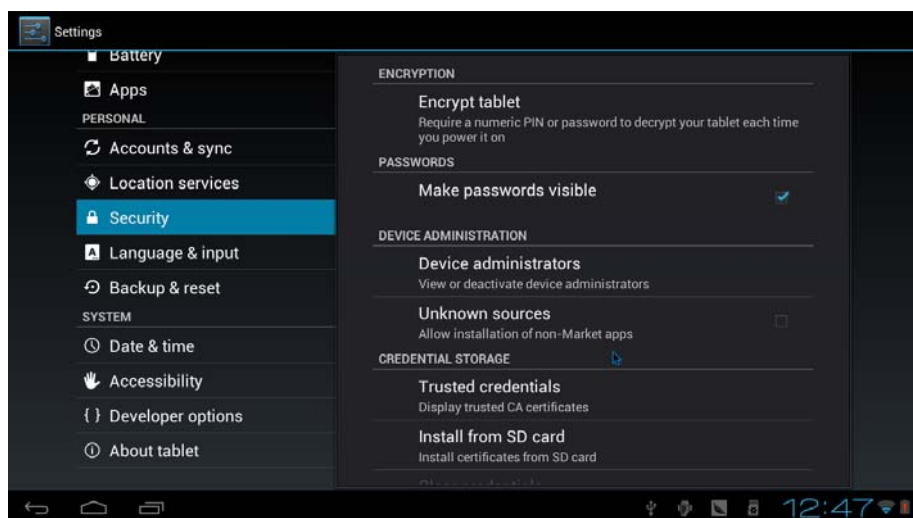 Settings
Battery
Apps
PERSONAL
Accounts & sync
Location services
Security
Language & input
Backup & reset
SYSTEM
Date & time
Accessibility
{ } Developer options
About tablet
ENCRYPTION
Encrypt tablet
Require a numeric PIN or password to decrypt your tablet each time
you power it on
PASSWORDS
Make passwords visible
DEVICE ADMINISTRATION
Device administrators
View or deactivate device administrators
Unknown sources
Allow installation of non-Market apps
CREDENTIAL STORAGE
Trusted credentials
Display trusted CA certificates
Install from SD card
Install certificates from SD card
12:47